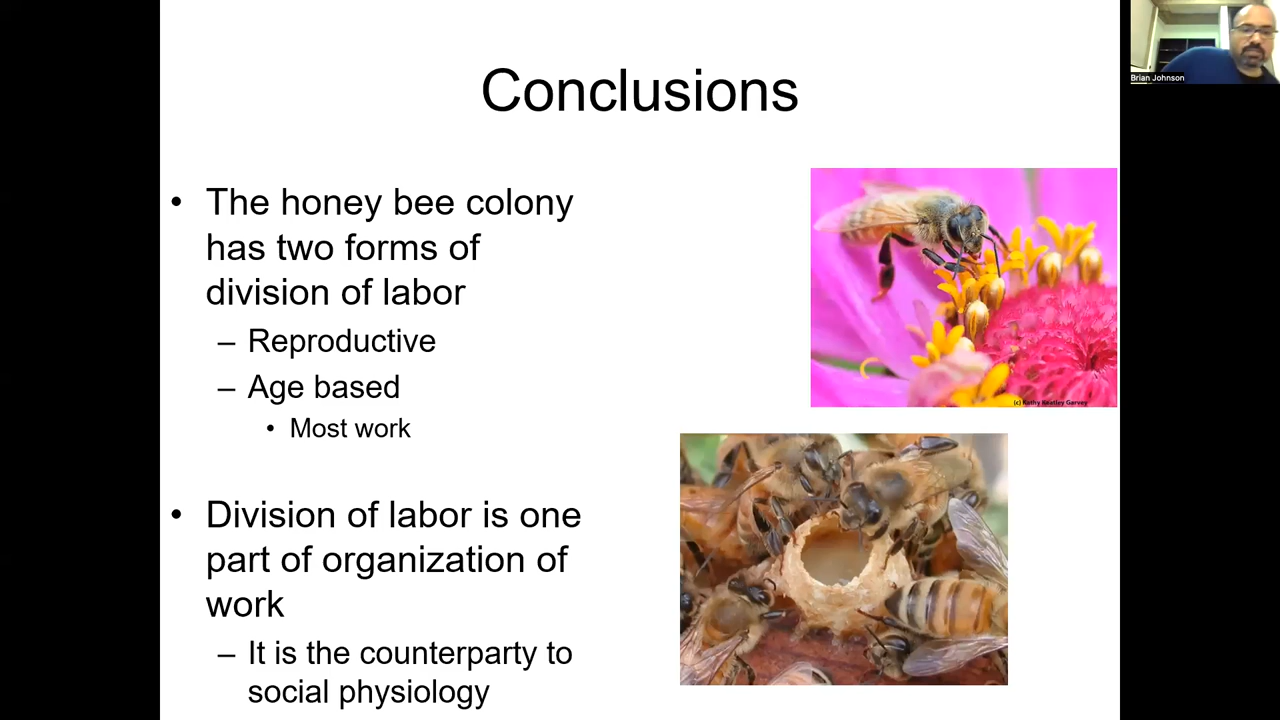 Conclusions
• The honey bee colony
has two forms of
division of labor
– Reproductive
– Age based
• Most work
• Division of labor is one
part of organization of
work
– It is the counterparty to
social physiology
(c) Kathy Keatley Garvey
Brian Johnson